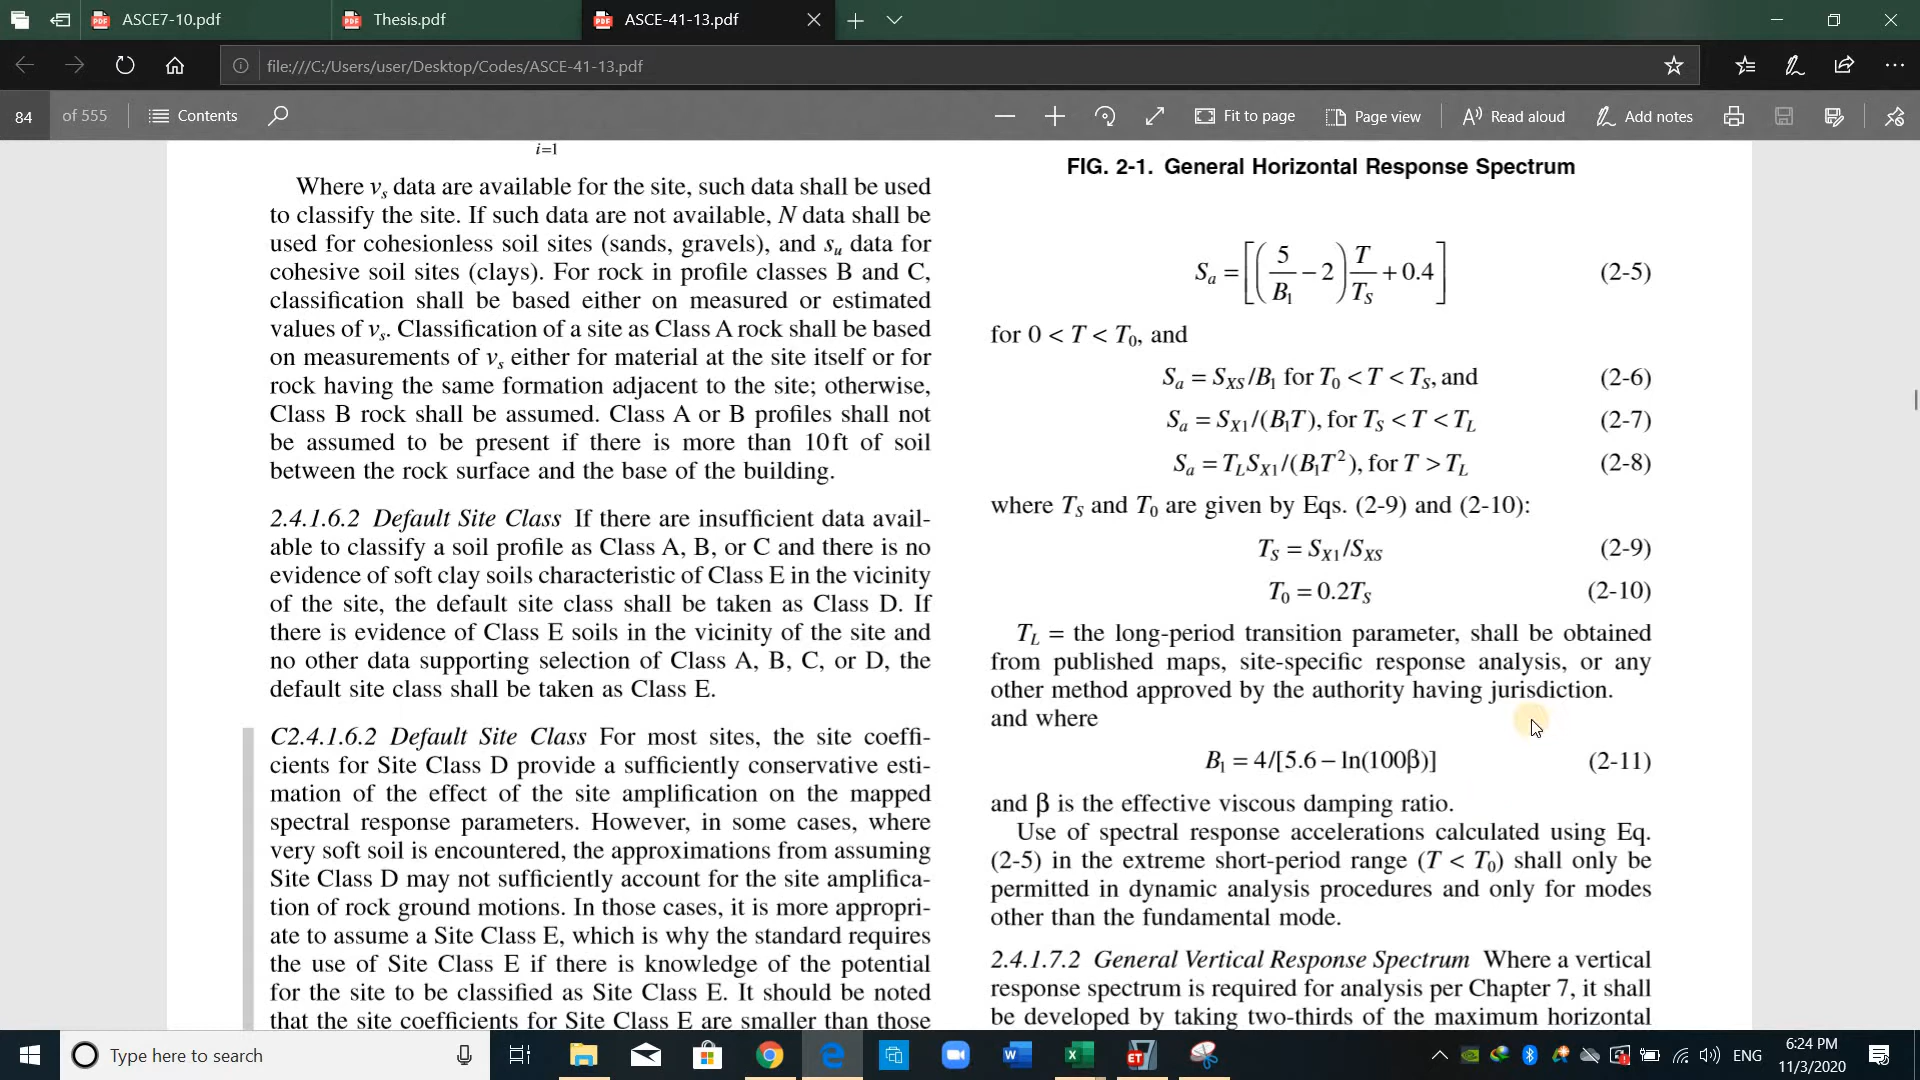 ASCE7-10.pdf
Thesis.pdf
ASCE-41-13.pdf
file:///C:/Users/user/Desktop/Codes/ASCE-41-13.pdf
84 of 555
Contents
Fit to page
Page view
Read aloud
Add notes
i=1
Where vs data are available for the site, such data shall be used
to classify the site. If such data are not available, N data shall be
used for cohesionless soil sites (sands, gravels), and su data for
cohesive soil sites (clays). For rock in profile classes B and C,
classification shall be based either on measured or estimated
values of vs. Classification of a site as Class A rock shall be based
on measurements of vs either for material at the site itself or for
rock having the same formation adjacent to the site; otherwise,
Class B rock shall be assumed. Class A or B profiles shall not
be assumed to be present if there is more than 10 ft of soil
between the rock surface and the base of the building.
2.4.1.6.2 Default Site Class If there are insufficient data avail-
able to classify a soil profile as Class A, B, or C and there is no
evidence of soft clay soils characteristic of Class E in the vicinity
of the site, the default site class shall be taken as Class D. If
there is evidence of Class E soils in the vicinity of the site and
no other data supporting selection of Class A, B, C, or D, the
default site class shall be taken as Class E.
C2.4.1.6.2 Default Site Class For most sites, the site coeffi-
cients for Site Class D provide a sufficiently conservative esti-
mation of the effect of the site amplification on the mapped
spectral response parameters. However, in some cases, where
very soft soil is encountered, the approximations from assuming
Site Class D may not sufficiently account for the site amplifica-
tion of rock ground motions. In those cases, it is more appropri-
ate to assume a Site Class E, which is why the standard requires
the use of Site Class E if there is knowledge of the potential
for the site to be classified as Site Class E. It should be noted
that the site coefficients for Site Class E are smaller than those
FIG. 2-1. General Horizontal Response Spectrum
Sa = [(5/B1 − 2) T/TS + 0.4] (2-5)
for 0 < T < T0, and
Sa = SXS/B1 for T0 < T < TS, and (2-6)
Sa = SX1/(B1T), for TS < T < TL (2-7)
Sa = TLSX1/(B1T²), for T > TL (2-8)
where TS and T0 are given by Eqs. (2-9) and (2-10):
TS = SX1/SXS (2-9)
T0 = 0.2TS (2-10)
TL = the long-period transition parameter, shall be obtained
from published maps, site-specific response analysis, or any
other method approved by the authority having jurisdiction.
and where
B1 = 4/[5.6 − ln(100β)] (2-11)
and β is the effective viscous damping ratio.
Use of spectral response accelerations calculated using Eq.
(2-5) in the extreme short-period range (T < T0) shall only be
permitted in dynamic analysis procedures and only for modes
other than the fundamental mode.
2.4.1.7.2 General Vertical Response Spectrum Where a vertical
response spectrum is required for analysis per Chapter 7, it shall
be developed by taking two-thirds of the maximum horizontal
Type here to search
ENG
6:24 PM
11/3/2020